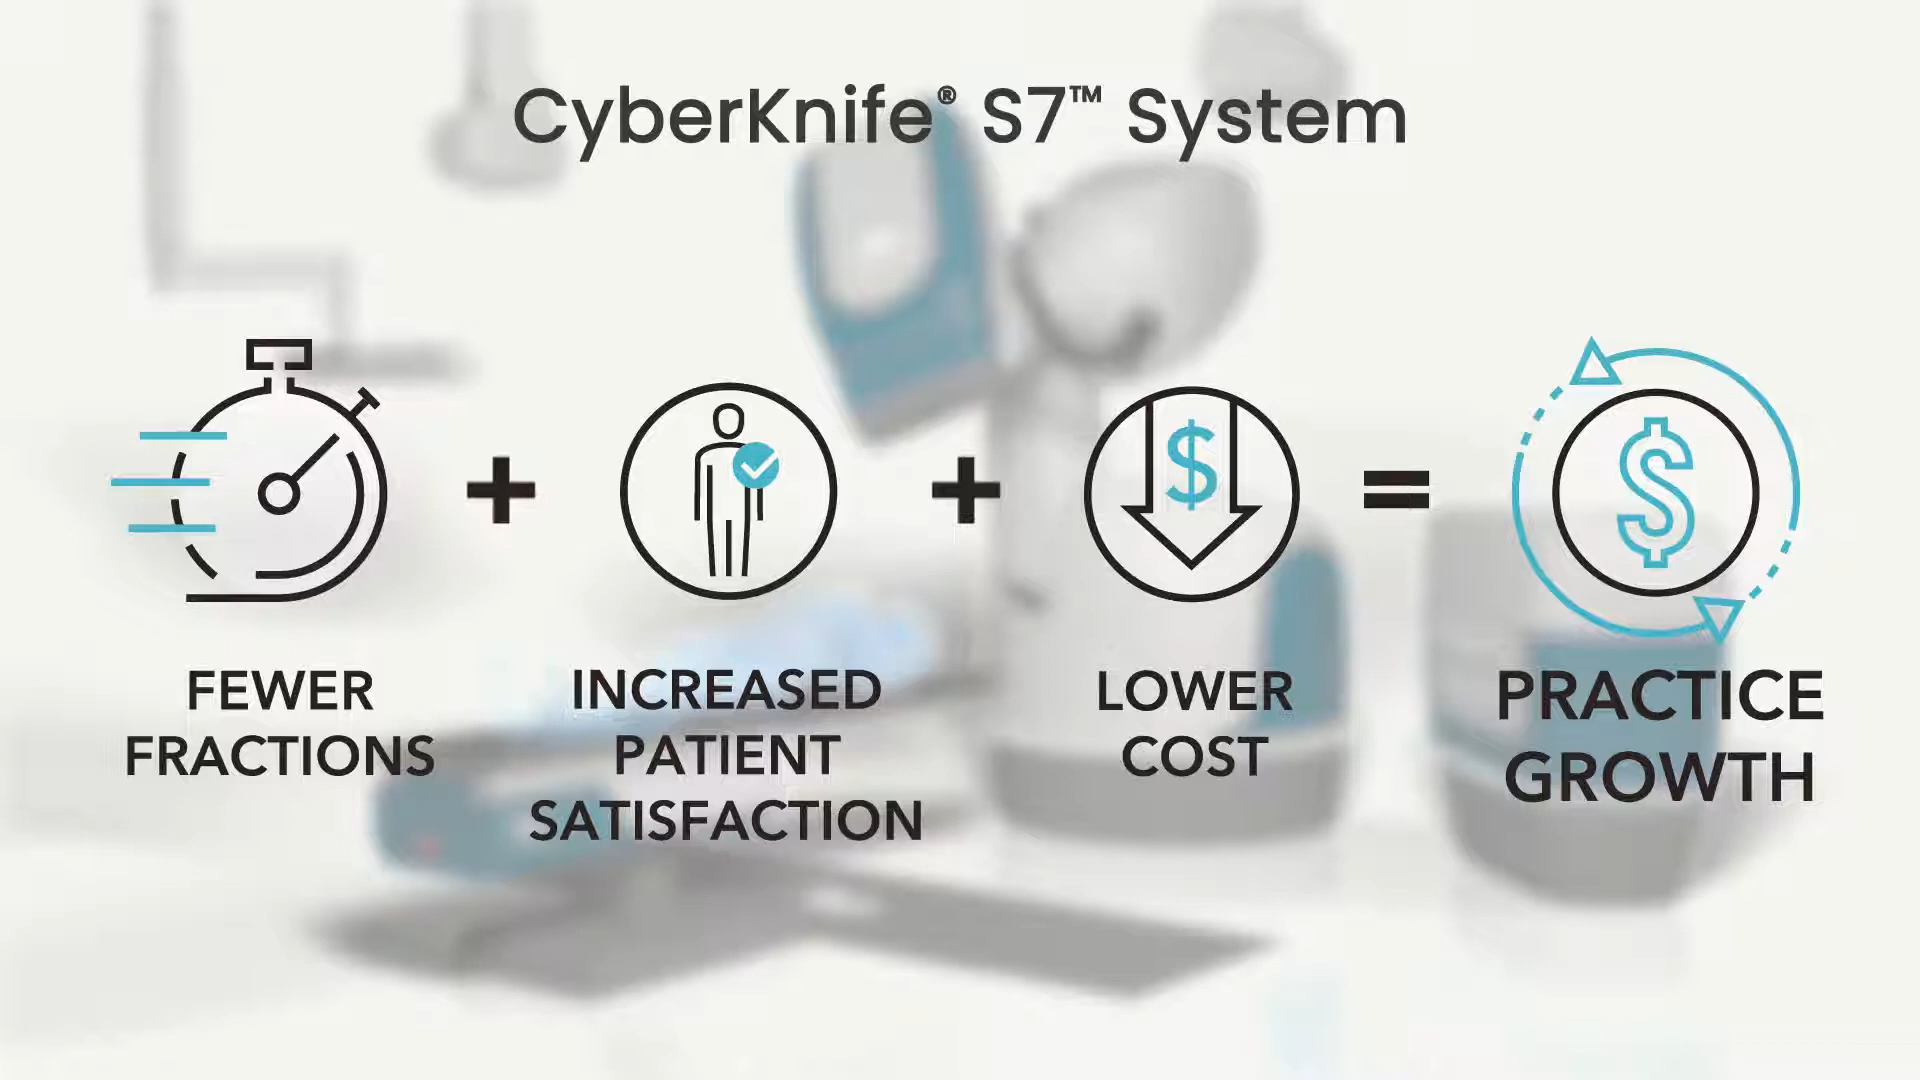 CyberKnife® S7™ System
FEWER
FRACTIONS
+
INCREASED
PATIENT
SATISFACTION
+
LOWER
COST
$
=
PRACTICE
GROWTH
$